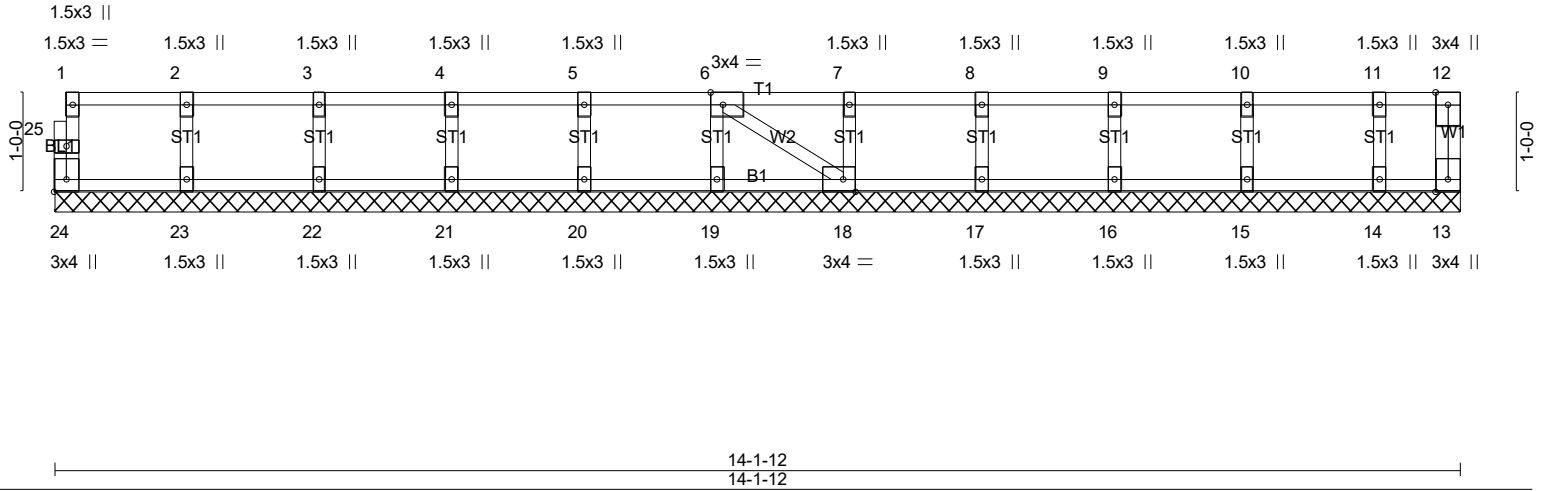 1.5x3 ||
1.5x3 = 1.5x3 || 1.5x3 || 1.5x3 || 1.5x3 || 1.5x3 || 1.5x3 || 1.5x3 || 1.5x3 || 1.5x3 || 3x4 ||
3x4 =
1 2 3 4 5 6 7 8 9 10 11 12
T1
25
1-0-0
BL1 ST1 ST1 ST1 ST1 ST1 W2 ST1 ST1 ST1 ST1 ST1 W1
1-0-0
B1
24 23 22 21 20 19 18 17 16 15 14 13
3x4 || 1.5x3 || 1.5x3 || 1.5x3 || 1.5x3 || 1.5x3 || 3x4 = 1.5x3 || 1.5x3 || 1.5x3 || 1.5x3 || 3x4 ||
14-1-12
14-1-12